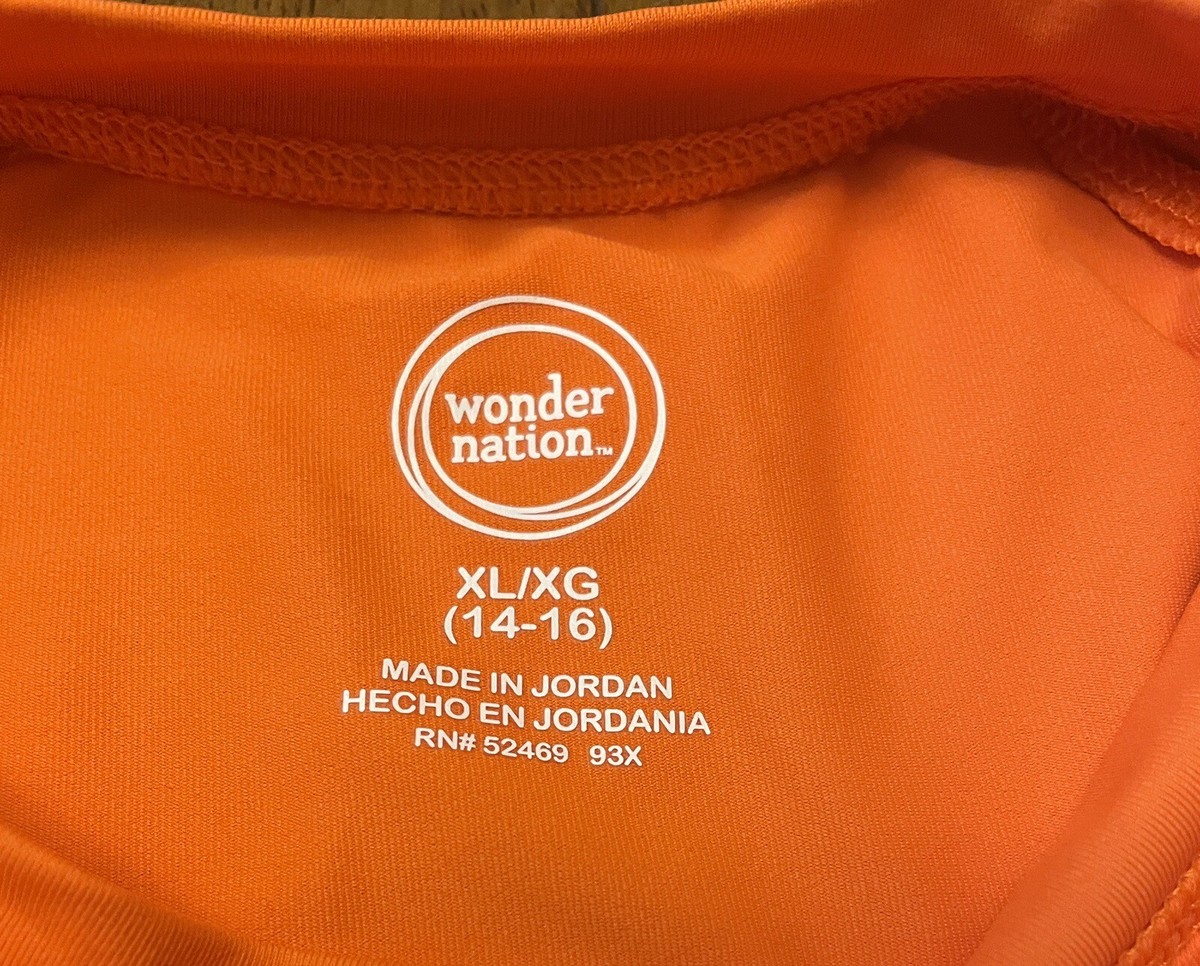 wonder
nation™
XL/XG
(14-16)
MADE IN JORDAN
HECHO EN JORDANIA
RN# 52469 93X